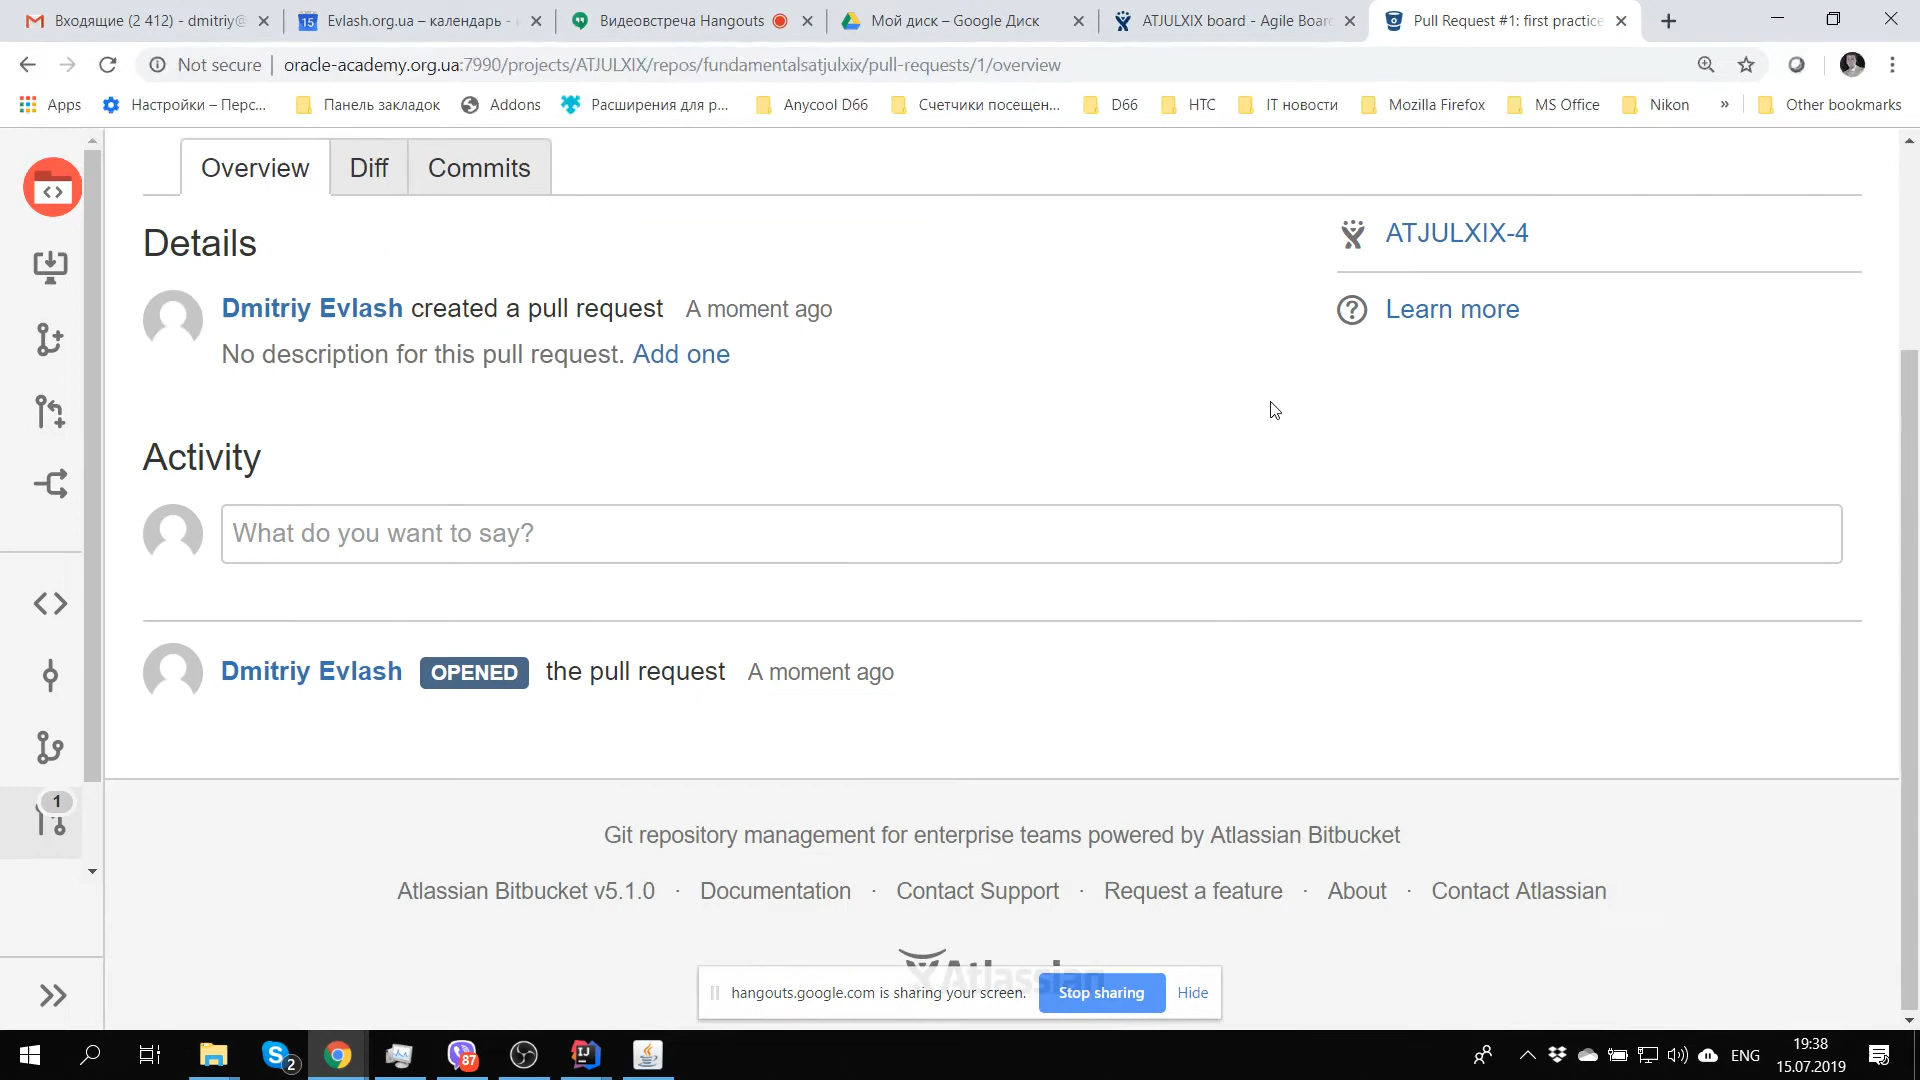 Входящие (2 412) - dmitriy@
Evlash.org.ua – календарь -
Видеовстреча Hangouts
Мой диск – Google Диск
ATJULXIX board - Agile Board
Pull Request #1: first practice
Not secure
oracle-academy.org.ua:7990/projects/ATJULXIX/repos/fundamentalsatjulxix/pull-requests/1/overview
Apps
Настройки – Перс...
Панель закладок
Addons
Расширения для р...
Anycool D66
Счетчики посещен...
D66
HTC
IT новости
Mozilla Firefox
MS Office
Nikon
»
Other bookmarks
Overview
Diff
Commits
Details
ATJULXIX-4
Dmitriy Evlash created a pull request A moment ago
Learn more
No description for this pull request. Add one
Activity
What do you want to say?
Dmitriy Evlash OPENED the pull request A moment ago
1
Git repository management for enterprise teams powered by Atlassian Bitbucket
Atlassian Bitbucket v5.1.0 · Documentation · Contact Support · Request a feature · About · Contact Atlassian
Atlassian
hangouts.google.com is sharing your screen.
Stop sharing
Hide
2
87
ENG
19:38
15.07.2019